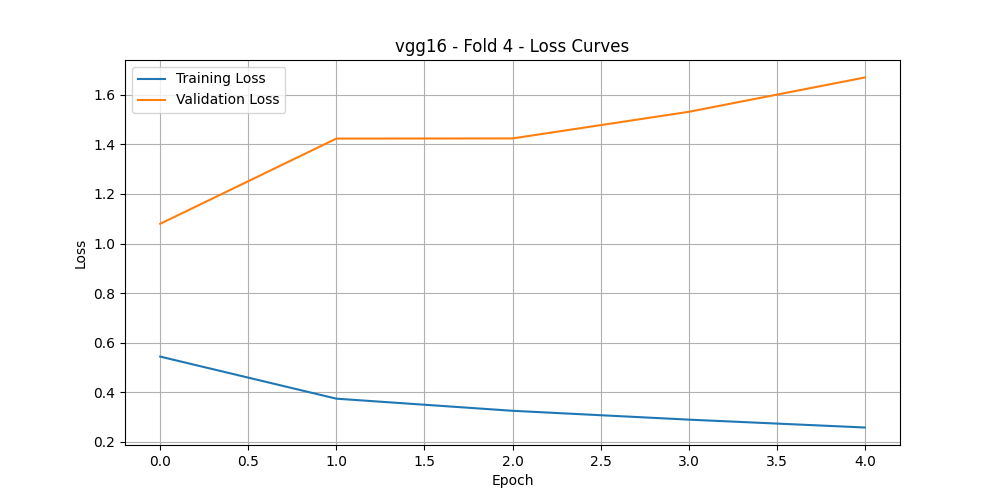 vgg16 - Fold 4 - Loss Curves
Training Loss
Validation Loss
1.6
1.4
1.2
1.0
0.8
0.6
0.4
0.2
Loss
0.0 0.5 1.0 1.5 2.0 2.5 3.0 3.5 4.0
Epoch